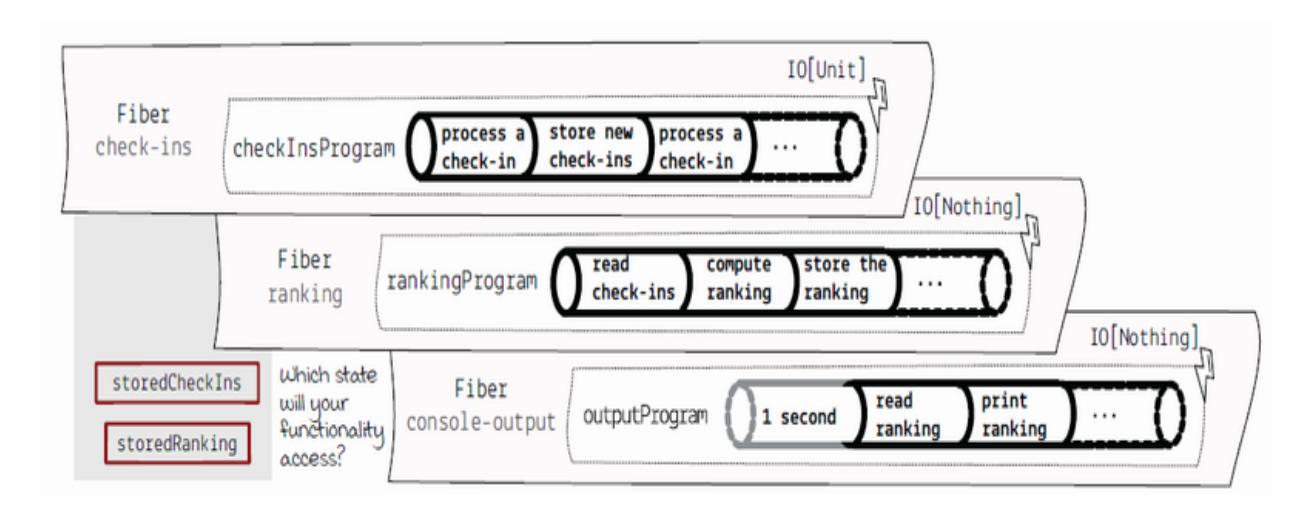 IO[Unit]
Fiber
check-ins
checkInsProgram
process a
check-in
store new
check-ins
process a
check-in
...
IO[Nothing]
Fiber
ranking
rankingProgram
read
check-ins
compute
ranking
store the
ranking
...
IO[Nothing]
Fiber
console-output
outputProgram
1 second
read
ranking
print
ranking
...
storedCheckIns
storedRanking
Which state
will your
functionality
access?